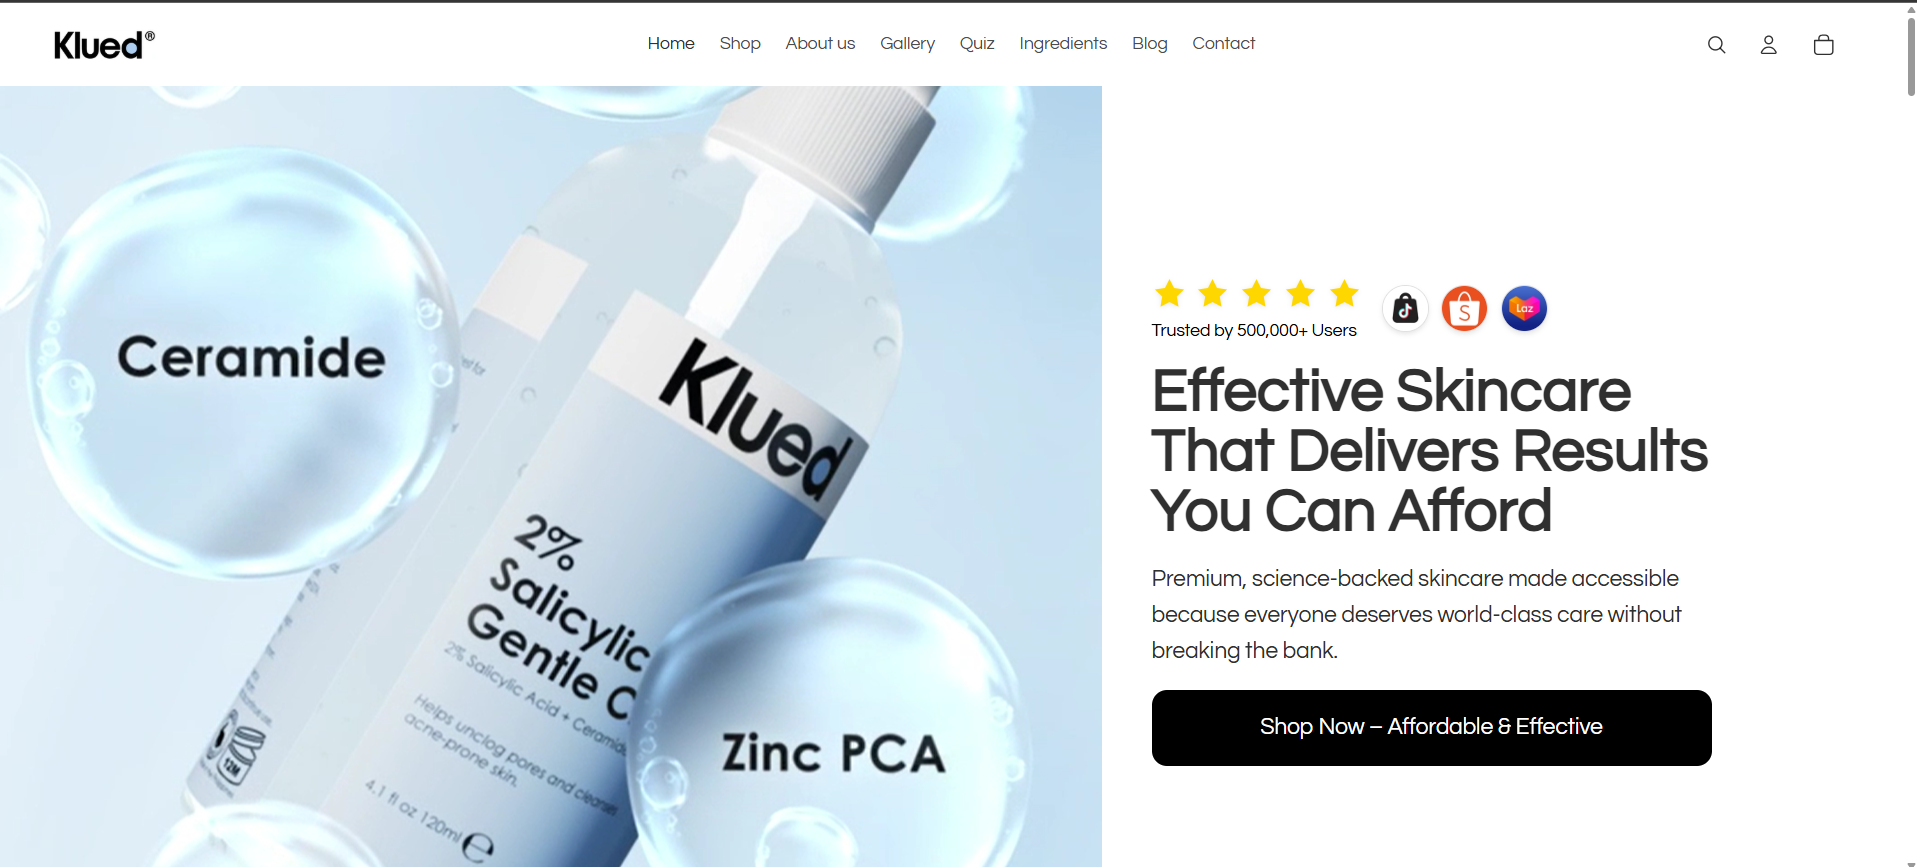 Klued®
Home Shop About us Gallery Quiz Ingredients Blog Contact
Ceramide
Klued
2%
Salicylic
Gentle C
2% Salicylic Acid + Ceramide
Helps unclog pores and cleanses
acne-prone skin.
4.1 fl oz 120ml
12M
Zinc PCA
Trusted by 500,000+ Users
S
Laz
Effective Skincare
That Delivers Results
You Can Afford
Premium, science-backed skincare made accessible
because everyone deserves world-class care without
breaking the bank.
Shop Now – Affordable & Effective